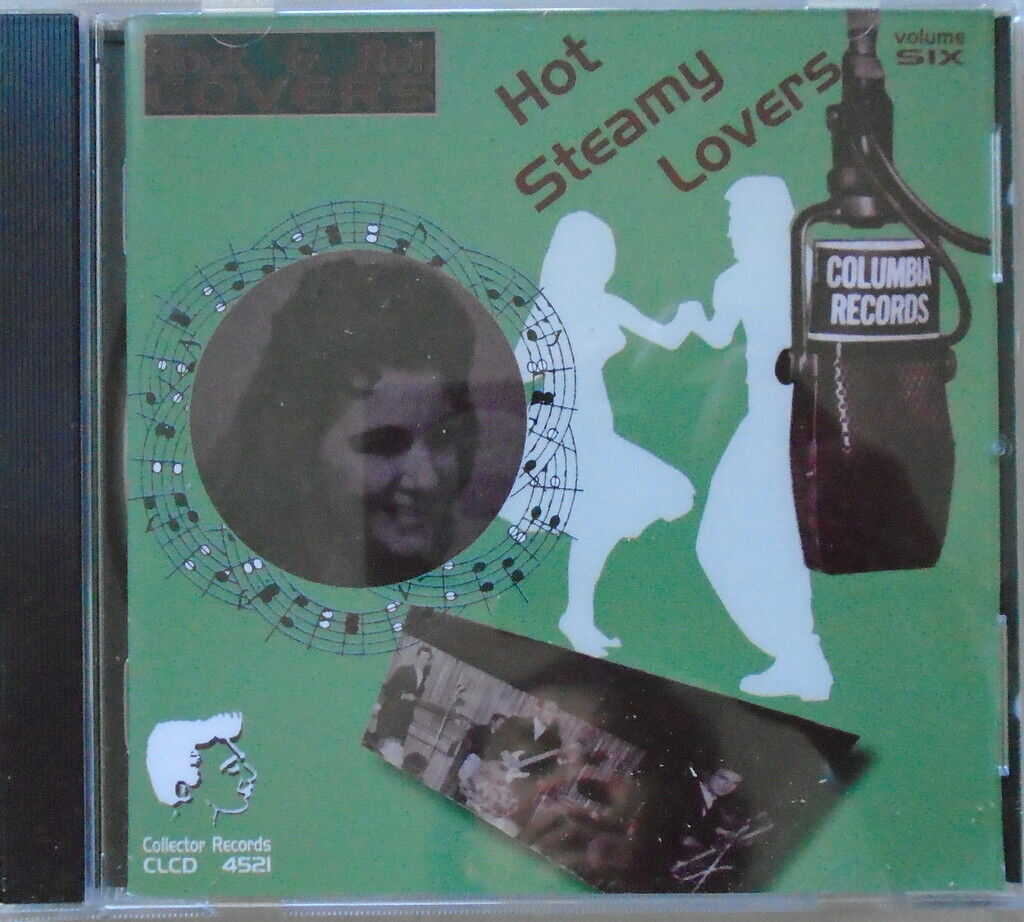 Rock & Roll
LOVERS
Hot
Steamy
Lovers
volume
SIX
COLUMBIA
RECORDS
Collector Records
CLCD 4521